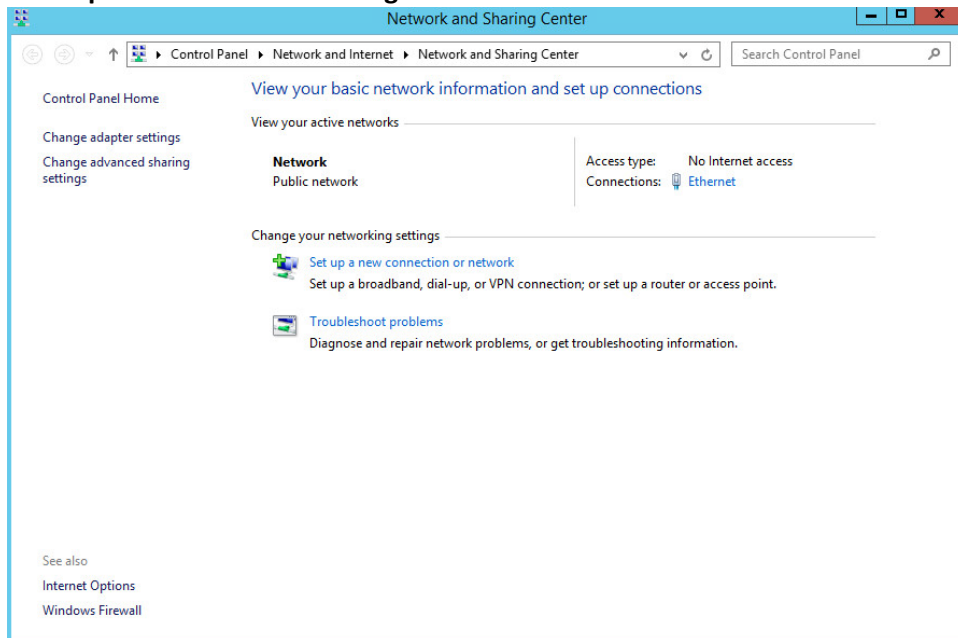 Network and Sharing Center
Control Panel Network and Internet Network and Sharing Center Search Control Panel
Control Panel Home
Change adapter settings
Change advanced sharing
settings
View your basic network information and set up connections
View your active networks
Network
Public network
Access type: No Internet access
Connections: Ethernet
Change your networking settings
Set up a new connection or network
Set up a broadband, dial-up, or VPN connection; or set up a router or access point.
Troubleshoot problems
Diagnose and repair network problems, or get troubleshooting information.
See also
Internet Options
Windows Firewall